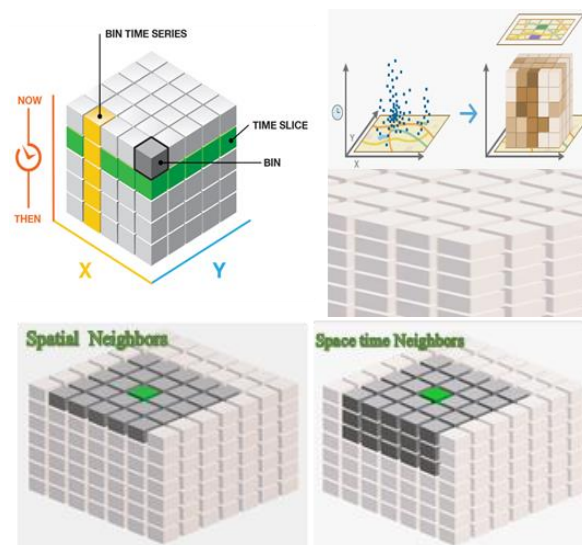 BIN TIME SERIES
NOW
TIME SLICE
BIN
THEN
X
Y
Y
X
Spatial Neighbors
Space time Neighbors